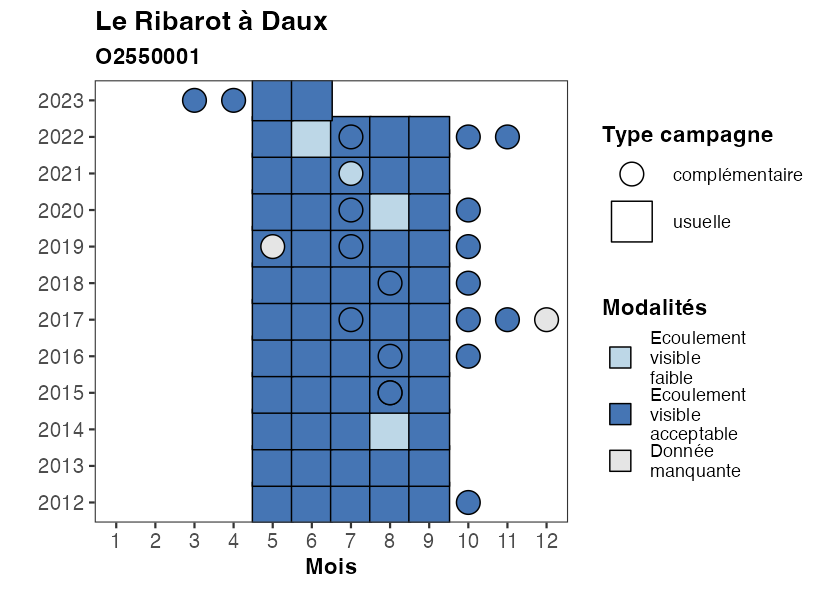 Le Ribarot à Daux
O2550001
2023
2022
2021
2020
2019
2018
2017
2016
2015
2014
2013
2012
1 2 3 4 5 6 7 8 9 10 11 12
Mois
Type campagne
complémentaire
usuelle
Modalités
Ecoulement
visible
faible
Ecoulement
visible
acceptable
Donnée
manquante